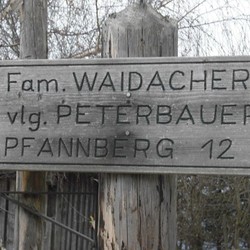 Fam. WAIDACHER
vlg. PETERBAUER
PFANNBERG 12